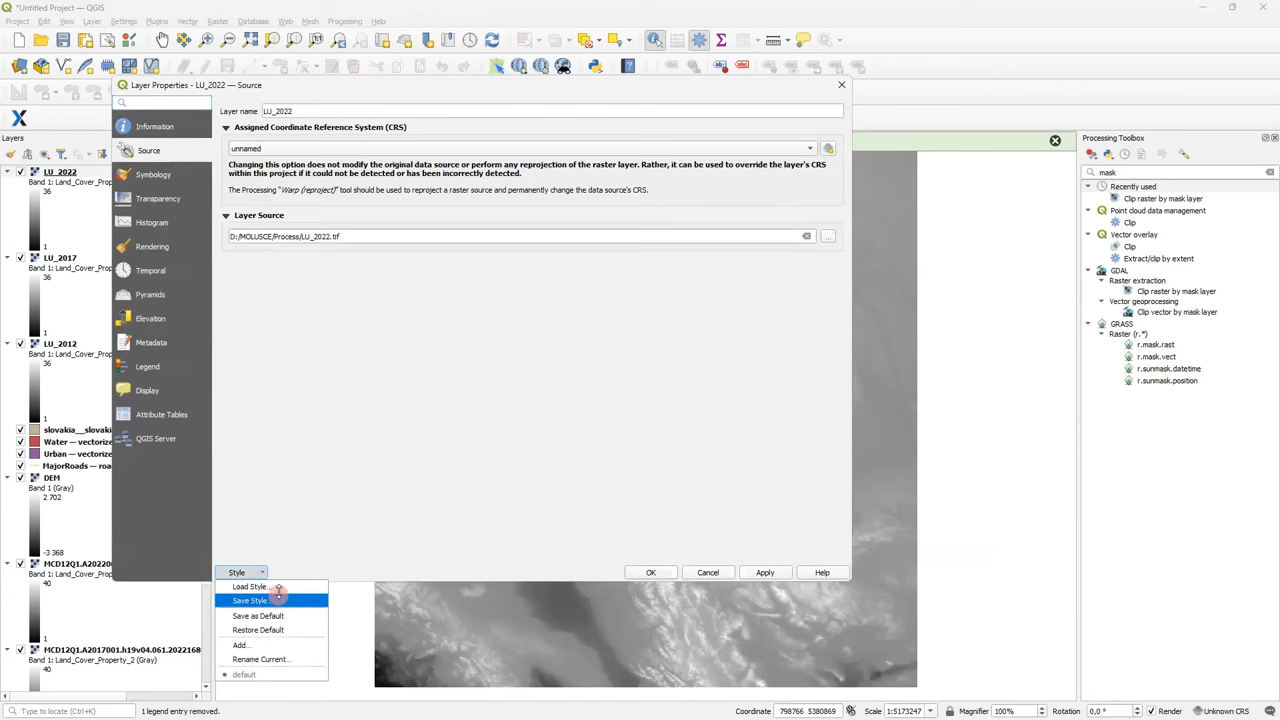 *Untitled Project — QGIS
Project Edit View Layer Settings Plugins Vector Raster Database Web Mesh Processing Help
Layers
LU_2022
Band 1: Land_Cover_Prop
36
1
LU_2017
Band 1: Land_Cover_Prop
36
1
LU_2012
Band 1: Land_Cover_Prop
36
1
slovakia__slovaki
Water — vectorize
Urban — vectorize
MajorRoads — roa
DEM
Band 1 (Gray)
2 702
-3 368
MCD12Q1.A202200
40
1
MCD12Q1.A2017001.h19v04.061.20221686
Land_Cover_Property_2 (Gray)
40
Layer Properties - LU_2022 — Source
Information
Source
Symbology
Transparency
Histogram
Rendering
Temporal
Pyramids
Elevation
Metadata
Legend
Display
Attribute Tables
QGIS Server
Layer name LU_2022
Assigned Coordinate Reference System (CRS)
unnamed
Changing this option does not modify the original data source or perform any reprojection of the raster layer. Rather, it can be used to override the layer's CRS
within this project if it could not be detected or has been incorrectly detected.
The Processing "Warp (reproject)" tool should be used to reproject a raster source and permanently change the data source's CRS.
Layer Source
D:/MOLUSCE/Process/LU_2022.tif
...
Style
OK Cancel Apply Help
Load Style...
Save Style
Save as Default
Restore Default
Add...
Rename Current...
default
Processing Toolbox
mask
Recently used
Clip raster by mask layer
Point cloud data management
Clip
Vector overlay
Clip
Extract/clip by extent
GDAL
Raster extraction
Clip raster by mask layer
Vector geoprocessing
Clip vector by mask layer
GRASS
Raster (r.*)
r.mask.rast
r.mask.vect
r.sunmask.datetime
r.sunmask.position
Type to locate (Ctrl+K) 1 legend entry removed. Coordinate 798766 5380869 Scale 1:5173247 Magnifier 100% Rotation 0,0 ° Render Unknown CRS